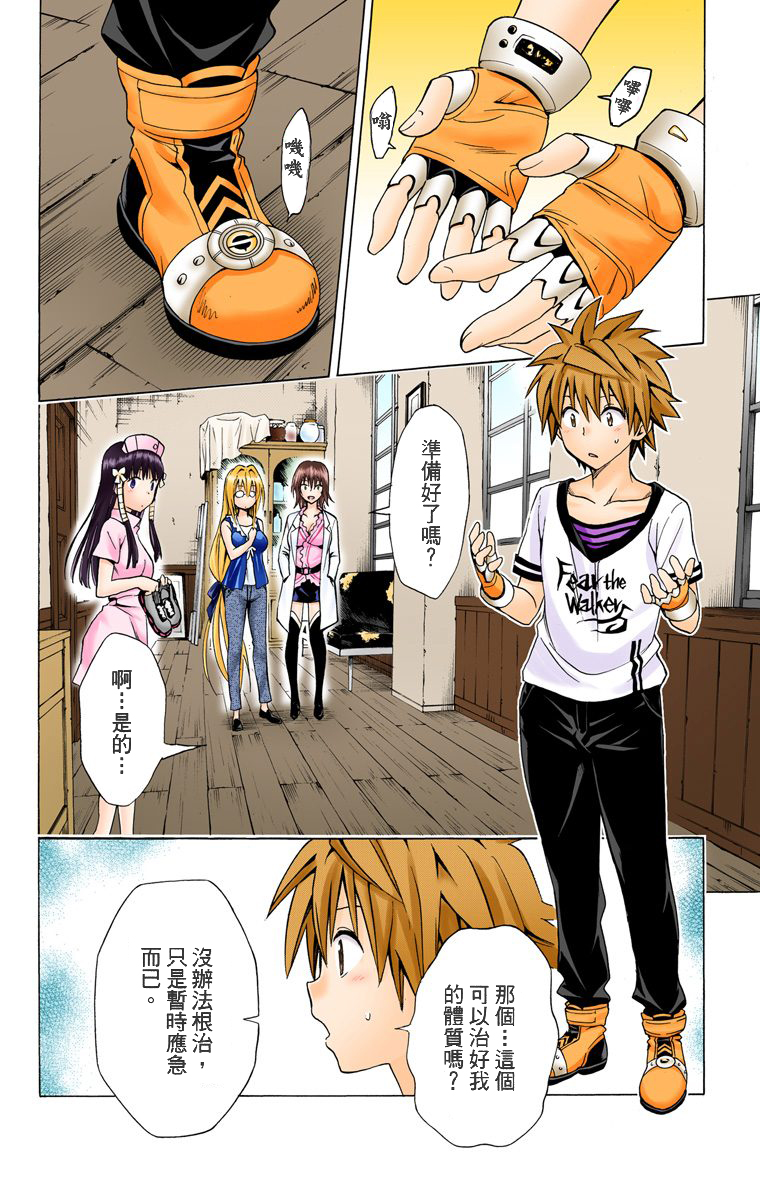 嗶嗶
嗡
嘰嘰
準備好了嗎？
Fear the
Walker
啊…是的…
那個…這個
可以治好我
的體質嗎？
沒辦法根治，
只是暫時應急
而已。